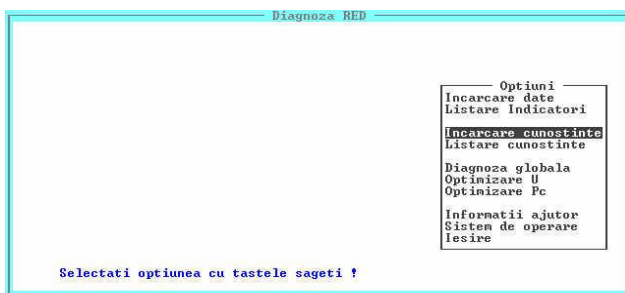 Diagnoza RED
Optiuni
Incarcare date
Listare Indicatori
Incarcare cunostinte
Listare cunostinte
Diagnoza globala
Optimizare U
Optimizare Pc
Informatii ajutor
Sistem de operare
Iesire
Selectati optiunea cu tastele sageti !